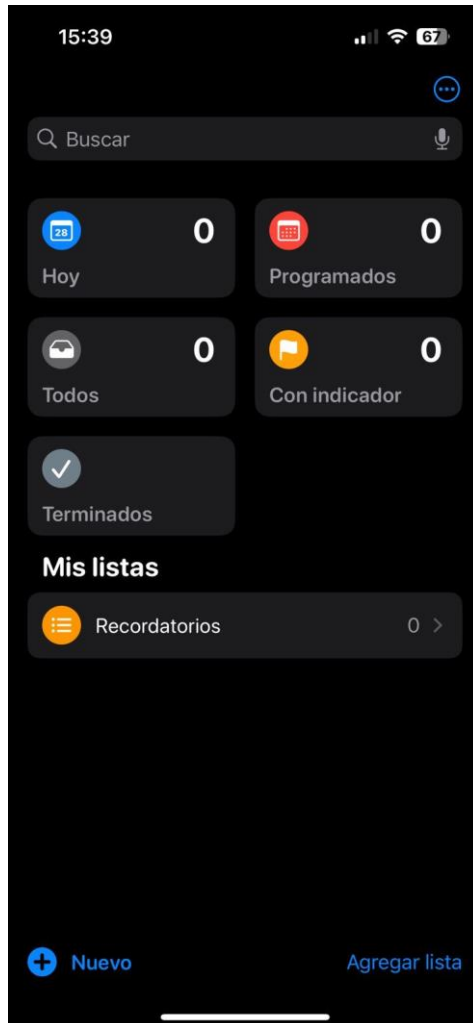 15:39 67
Buscar
28 0
Hoy
0
Programados
0
Todos
0
Con indicador
Terminados
Mis listas
Recordatorios 0
Nuevo Agregar lista